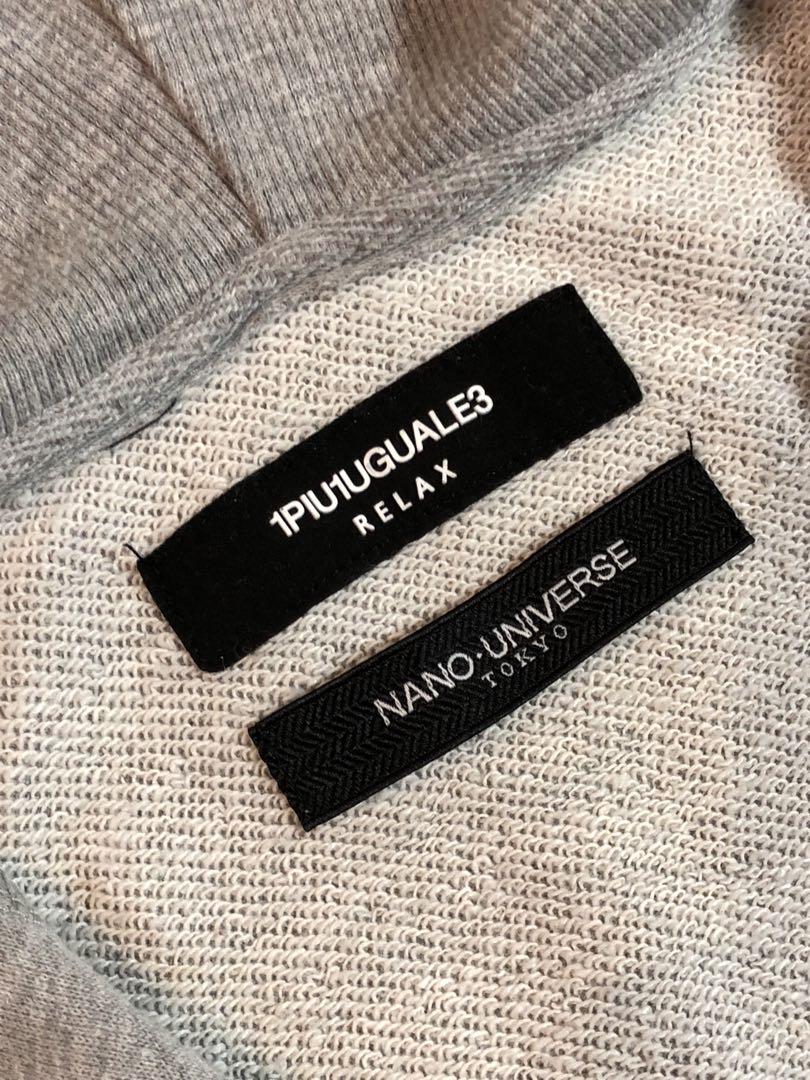 1PIU1UGUALE3
RELAX
NANO·UNIVERSE
TOKYO